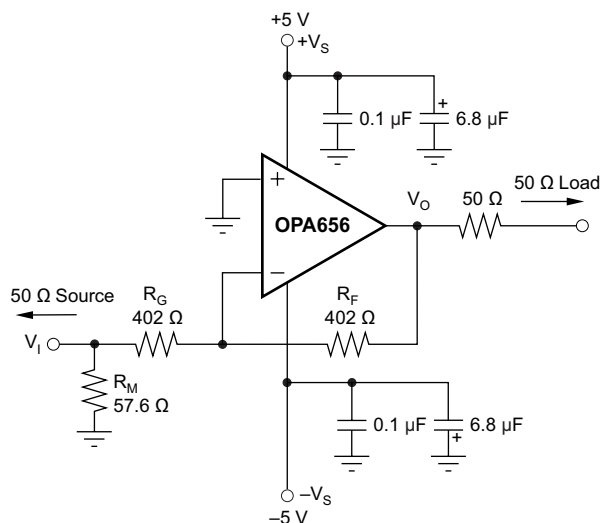 +5 V
+V_S
+
0.1 µF
6.8 µF
+
OPA656
−
V_O
50 Ω
50 Ω Load
50 Ω Source
V_I
R_G
402 Ω
R_F
402 Ω
R_M
57.6 Ω
0.1 µF
6.8 µF
+
−V_S
−5 V